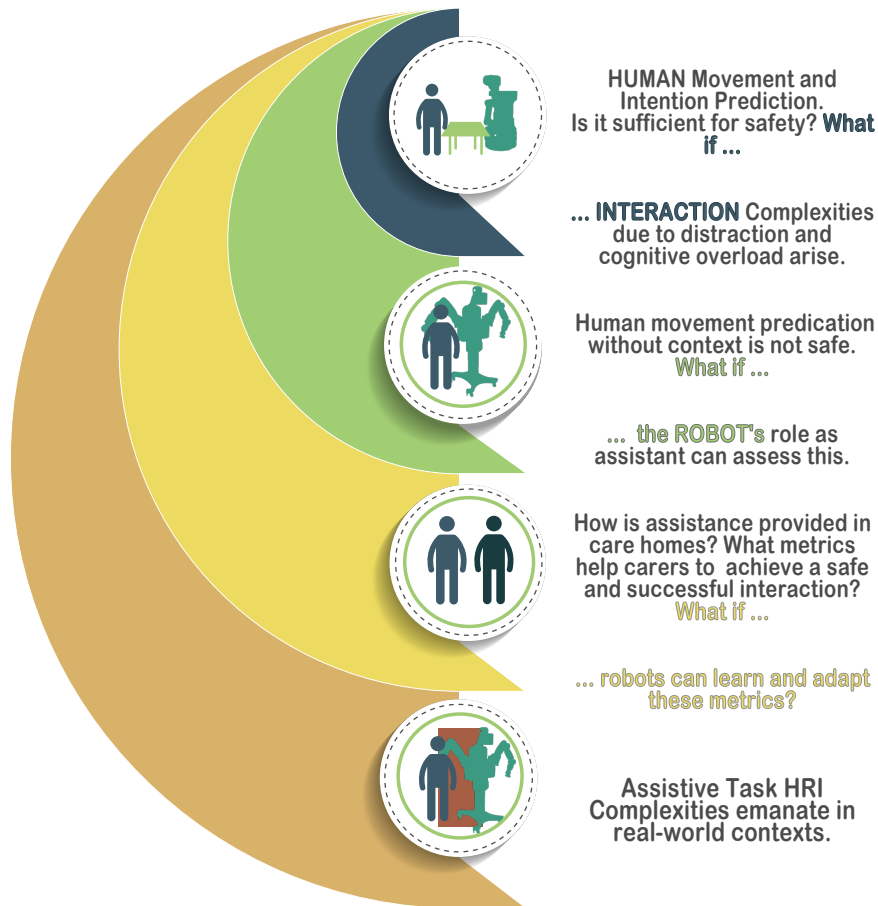 HUMAN Movement and
Intention Prediction.
Is it sufficient for safety? What
if ...
... INTERACTION Complexities
due to distraction and
cognitive overload arise.
Human movement predication
without context is not safe.
What if ...
... the ROBOT's role as
assistant can assess this.
How is assistance provided in
care homes? What metrics
help carers to achieve a safe
and successful interaction?
What if ...
... robots can learn and adapt
these metrics?
Assistive Task HRI
Complexities emanate in
real-world contexts.